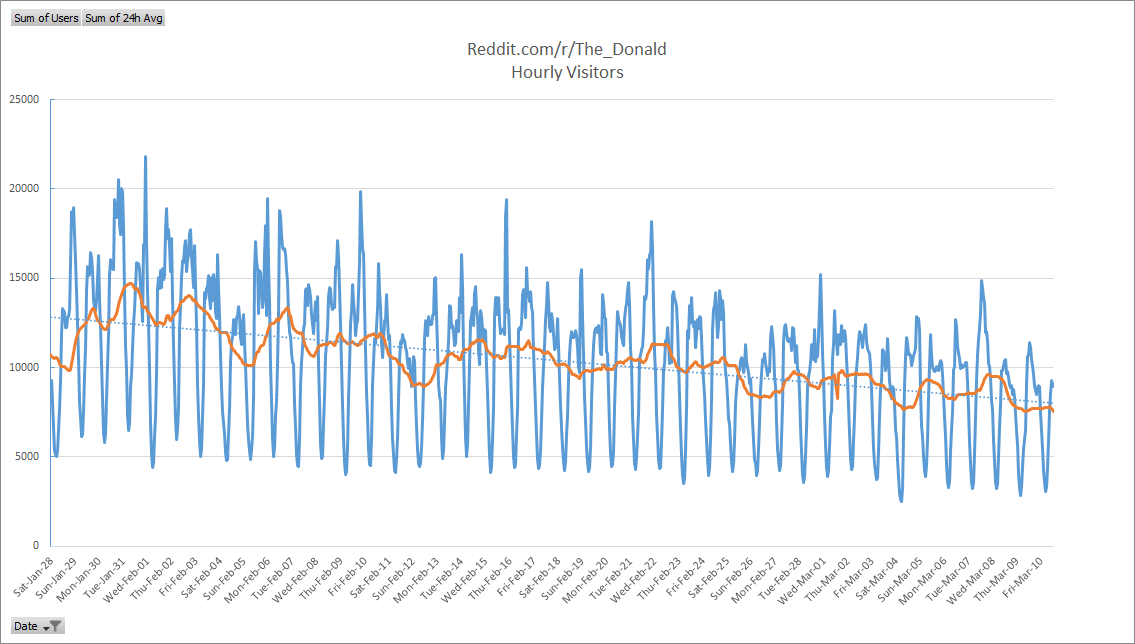 Sum of Users Sum of 24h Avg
Reddit.com/r/The_Donald
Hourly Visitors
25000
20000
15000
10000
5000
0
Sat-Jan-28
Sun-Jan-29
Mon-Jan-30
Tue-Jan-31
Wed-Feb-01
Thu-Feb-02
Fri-Feb-03
Sat-Feb-04
Sun-Feb-05
Mon-Feb-06
Tue-Feb-07
Wed-Feb-08
Thu-Feb-09
Fri-Feb-10
Sat-Feb-11
Sun-Feb-12
Mon-Feb-13
Tue-Feb-14
Wed-Feb-15
Thu-Feb-16
Fri-Feb-17
Sat-Feb-18
Sun-Feb-19
Mon-Feb-20
Tue-Feb-21
Wed-Feb-22
Thu-Feb-23
Fri-Feb-24
Sat-Feb-25
Sun-Feb-26
Mon-Feb-27
Tue-Feb-28
Wed-Mar-01
Thu-Mar-02
Fri-Mar-03
Sat-Mar-04
Sun-Mar-05
Mon-Mar-06
Tue-Mar-07
Wed-Mar-08
Thu-Mar-09
Fri-Mar-10
Date